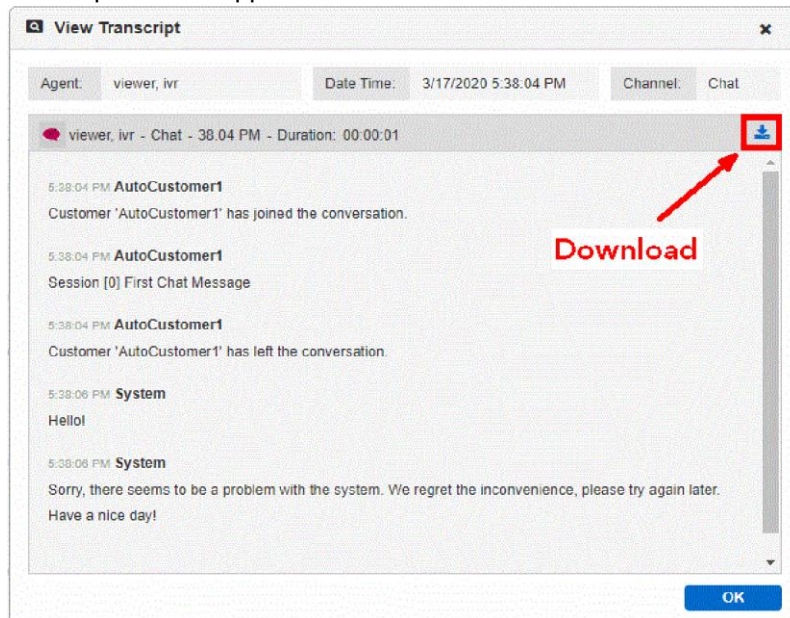 View Transcript
Agent: viewer, ivr Date Time: 3/17/2020 5:38:04 PM Channel: Chat
viewer, ivr - Chat - 38.04 PM - Duration: 00:00:01
5:38:04 PM AutoCustomer1
Customer 'AutoCustomer1' has joined the conversation.
Download
5:38:04 PM AutoCustomer1
Session [0] First Chat Message
5:38:04 PM AutoCustomer1
Customer 'AutoCustomer1' has left the conversation.
5:38:06 PM System
Hello!
5:38:06 PM System
Sorry, there seems to be a problem with the system. We regret the inconvenience, please try again later.
Have a nice day!
OK